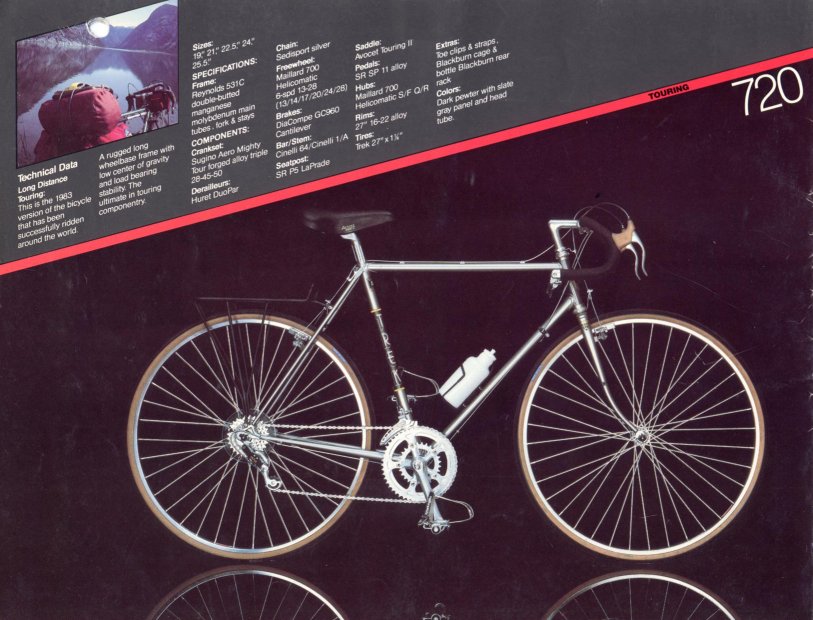 Technical Data
Long Distance
Touring:
This is the 1983
version of the bicycle
that has been
successfully ridden
around the world.
A rugged long
wheelbase frame with
low center of gravity
and load bearing
stability. The
ultimate in touring
componentry.
Sizes:
19," 21," 22.5," 24,"
25.5"
SPECIFICATIONS:
Frame:
Reynolds 531C
double-butted
manganese
molybdenum main
tubes, fork & stays
COMPONENTS:
Crankset:
Sugino Aero Mighty
Tour forged alloy triple
28-45-50
Derailleurs:
Huret DuoPar
Chain:
Sedisport silver
Freewheel:
Maillard 700
Helicomatic
6-spd 13-28
(13/14/17/20/24/28)
Brakes:
DiaCompe GC960
Cantilever
Bar/Stem:
Cinelli 64/Cinelli 1/A
Seatpost:
SR P5 LaPrade
Saddle:
Avocet Touring II
Pedals:
SR SP 11 alloy
Hubs:
Maillard 700
Helicomatic S/F Q/R
Rims:
27" 16-22 alloy
Tires:
Trek 27" x 1¼"
Extras:
Toe clips & straps,
Blackburn cage &
bottle Blackburn rear
rack
Colors:
Dark pewter with slate
gray panel and head
tube.
TOURING
720